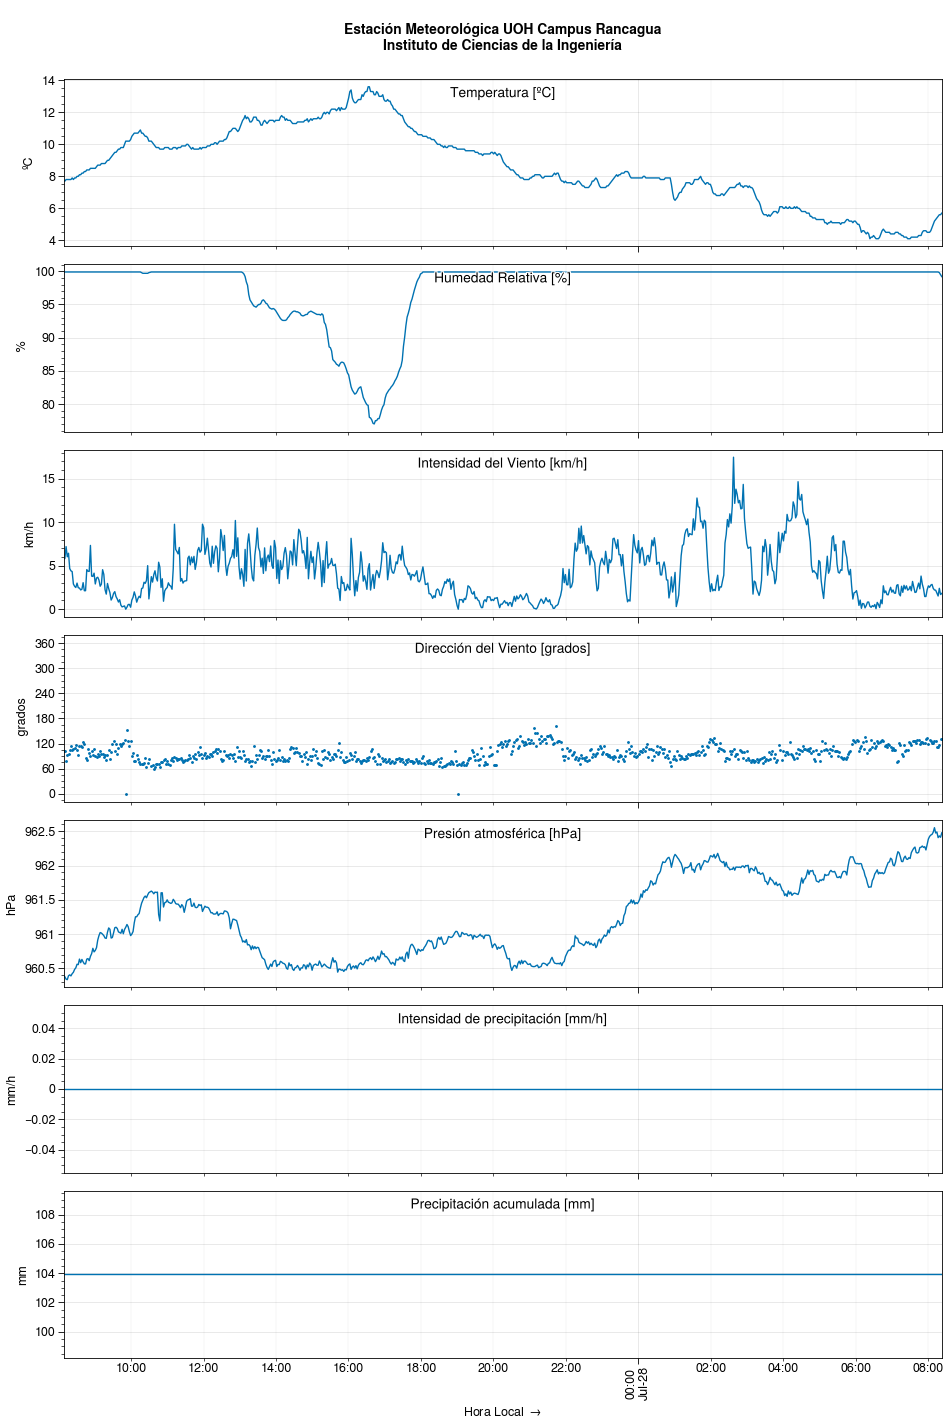 Estación Meteorológica UOH Campus Rancagua
Instituto de Ciencias de la Ingeniería
Temperatura [ºC]
ºC
14
12
10
8
6
4
Humedad Relativa [%]
%
100
95
90
85
80
Intensidad del Viento [km/h]
km/h
15
10
5
0
Dirección del Viento [grados]
grados
360
300
240
180
120
60
0
Presión atmosférica [hPa]
hPa
962.5
962
961.5
961
960.5
Intensidad de precipitación [mm/h]
mm/h
0.04
0.02
0
−0.02
−0.04
Precipitación acumulada [mm]
mm
108
106
104
102
100
10:00 12:00 14:00 16:00 18:00 20:00 22:00 00:00 02:00 04:00 06:00 08:00
Jul-28
Hora Local →